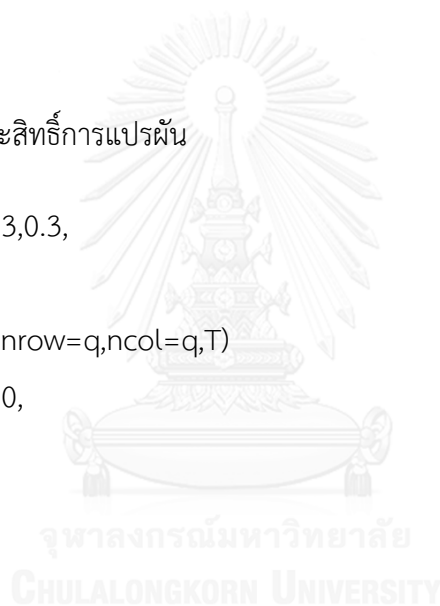 ะสิทธิ์การแปรผัน
3,0.3,
nrow=q,ncol=q,T)
0,
จุฬาลงกรณ์มหาวิทยาลัย
CHULALONGKORN UNIVERSITY